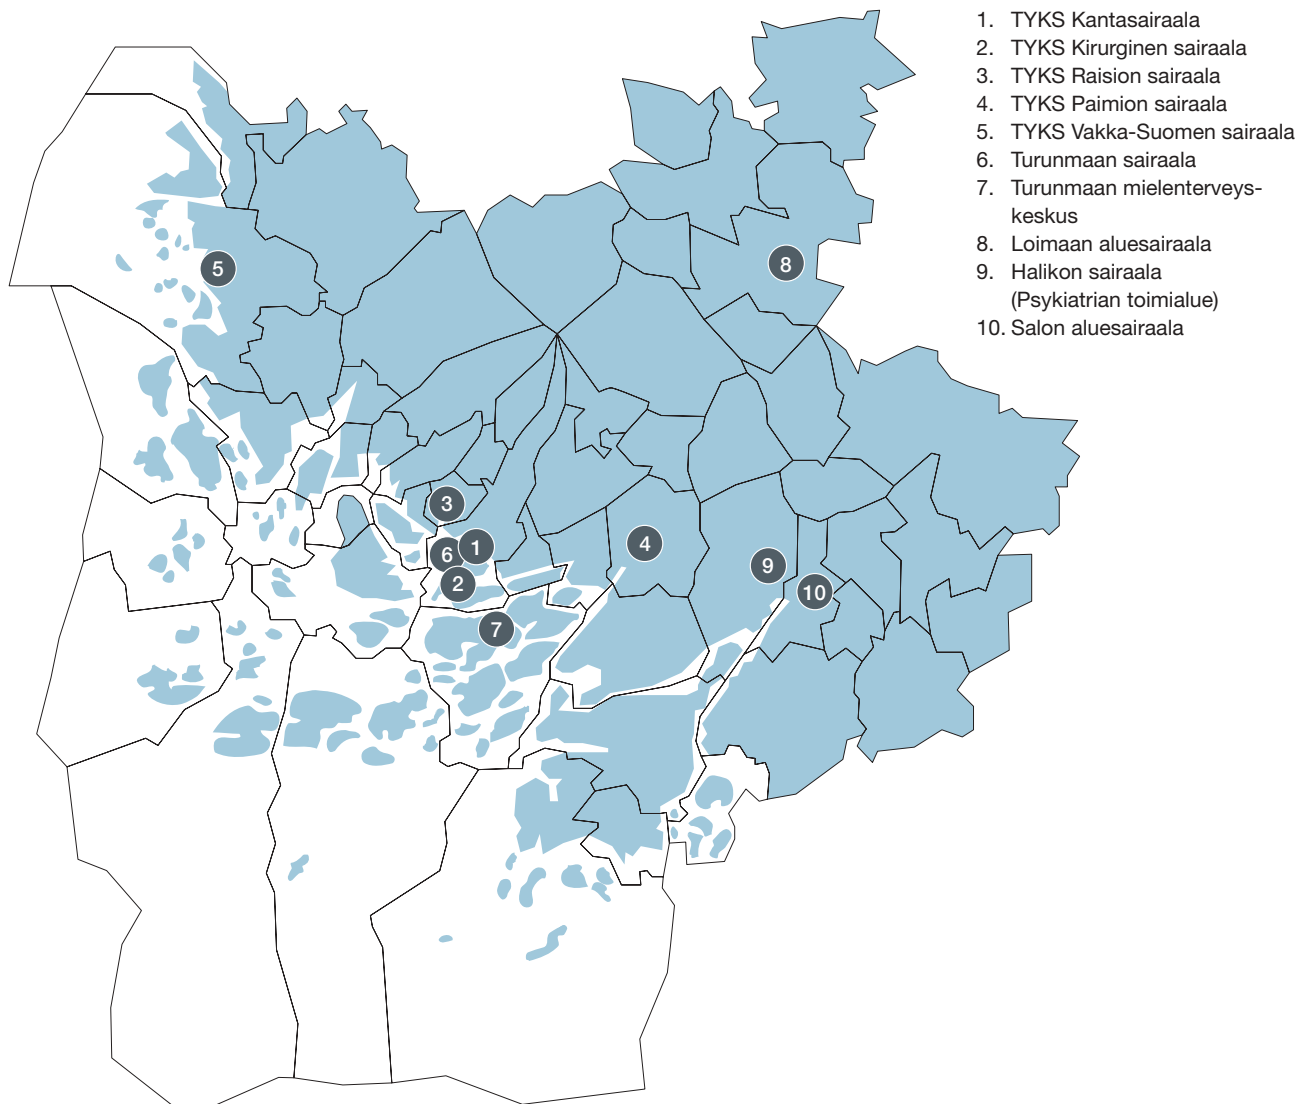 1. TYKS Kantasairaala
2. TYKS Kirurginen sairaala
3. TYKS Raision sairaala
4. TYKS Paimion sairaala
5. TYKS Vakka-Suomen sairaala
6. Turunmaan sairaala
7. Turunmaan mielenterveys-
keskus
8. Loimaan aluesairaala
9. Halikon sairaala
(Psykiatrian toimialue)
10. Salon aluesairaala
5
8
3
6
1
4
2
9
10
7